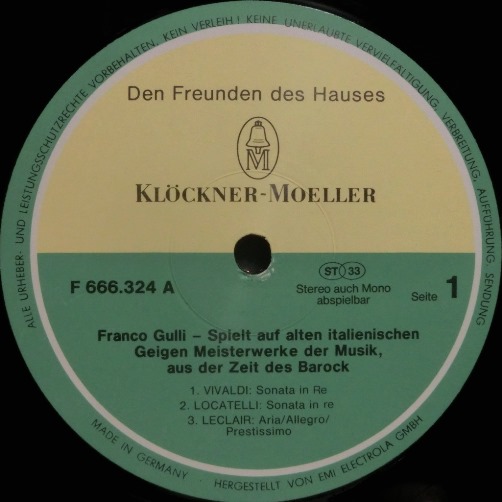 ALLE URHEBER- UND LEISTUNGSSCHUTZRECHTE VORBEHALTEN. KEIN VERLEIH! KEINE UNERLAUBTE VERVIELFÄLTIGUNG, VERBREITUNG, AUFFÜHRUNG, SENDUNG
Den Freunden des Hauses
M
KLÖCKNER-MOELLER
F 666.324 A
ST 33
Stereo auch Mono
abspielbar
Seite 1
Franco Gulli – Spielt auf alten italienischen
Geigen Meisterwerke der Musik,
aus der Zeit des Barock
1. VIVALDI: Sonata in Re
2. LOCATELLI: Sonata in re
3. LECLAIR: Aria/Allegro/
Prestissimo
MADE IN GERMANY · HERGESTELLT VON EMI ELECTROLA GMBH